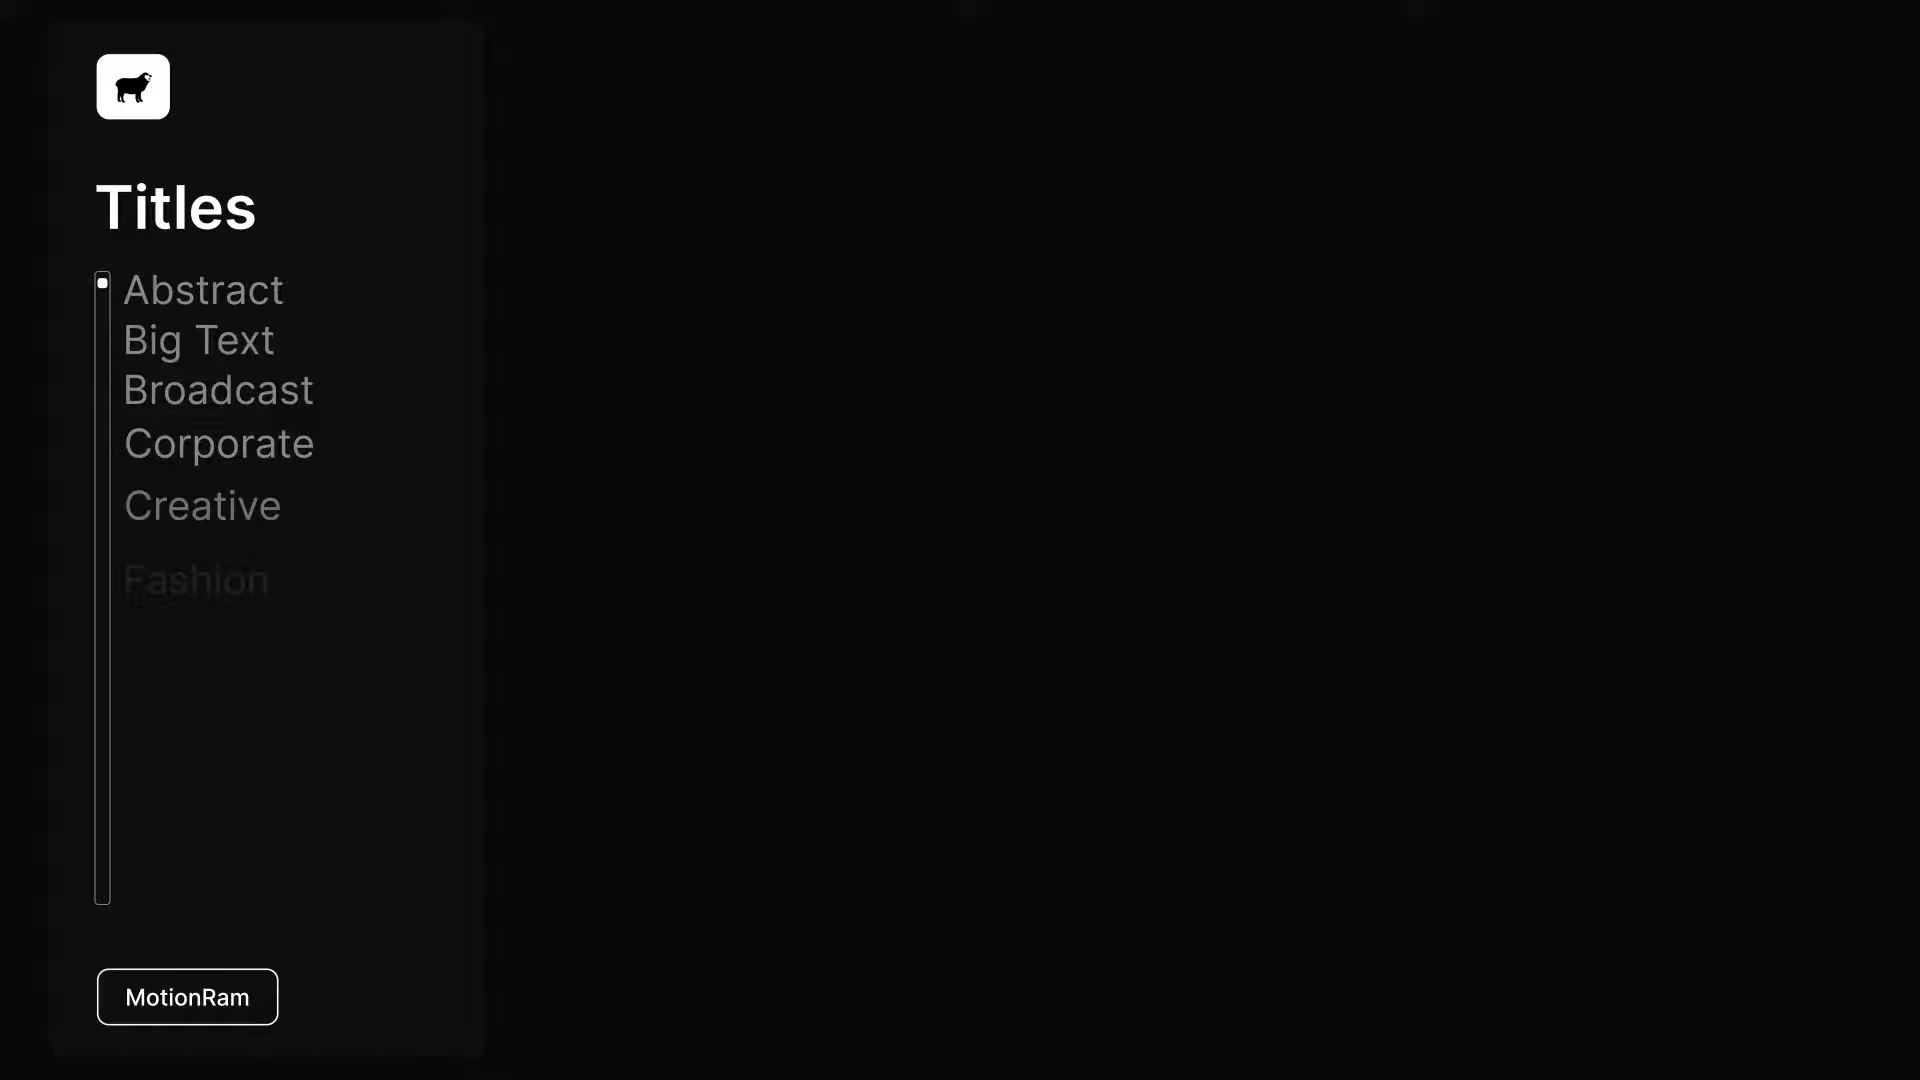 Titles
Abstract
Big Text
Broadcast
Corporate
Creative
Fashion
MotionRam